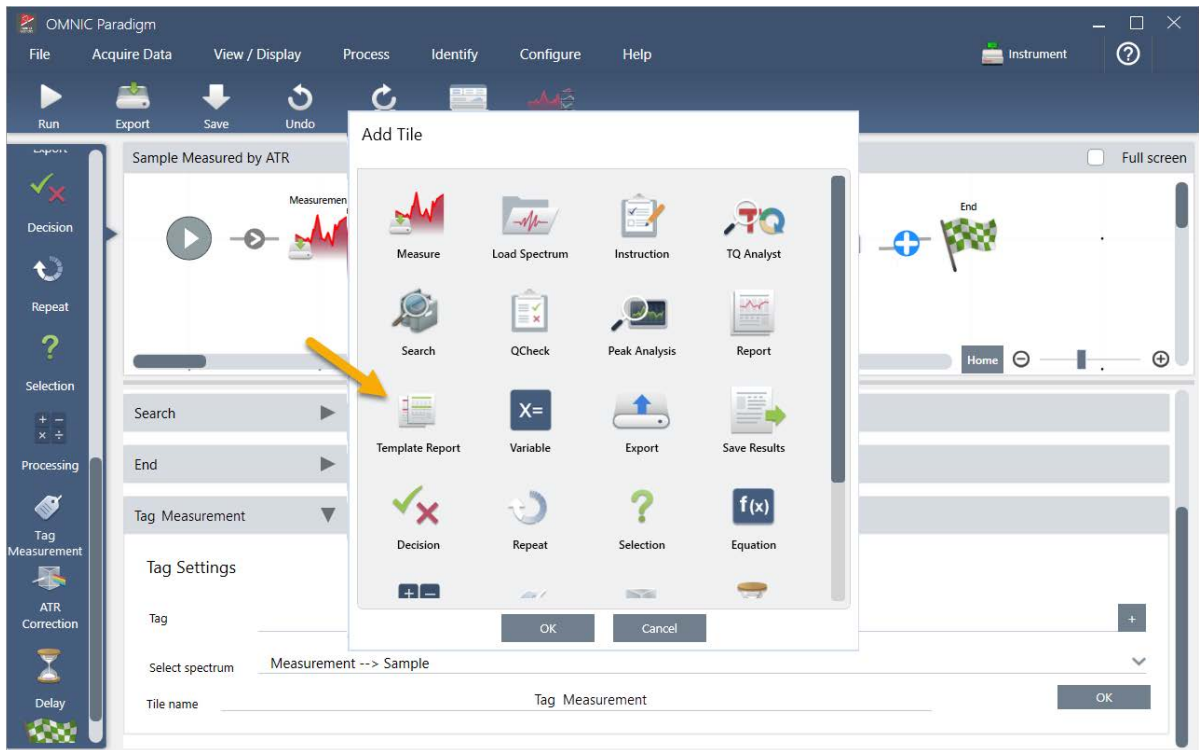 OMNIC Paradigm
File Acquire Data View / Display Process Identify Configure Help Instrument
Run Export Save Undo
Export
Decision
Repeat
Selection
Processing
Tag
Measurement
ATR
Correction
Delay
Sample Measured by ATR
Full screen
Measuremen
End
Home
Add Tile
Measure Load Spectrum Instruction TQ Analyst
Search QCheck Peak Analysis Report
X=
Template Report Variable Export Save Results
f(x)
Decision Repeat Selection Equation
OK Cancel
Search
End
Tag Measurement
Tag Settings
Tag
+
Select spectrum Measurement --> Sample
Tile name Tag Measurement OK